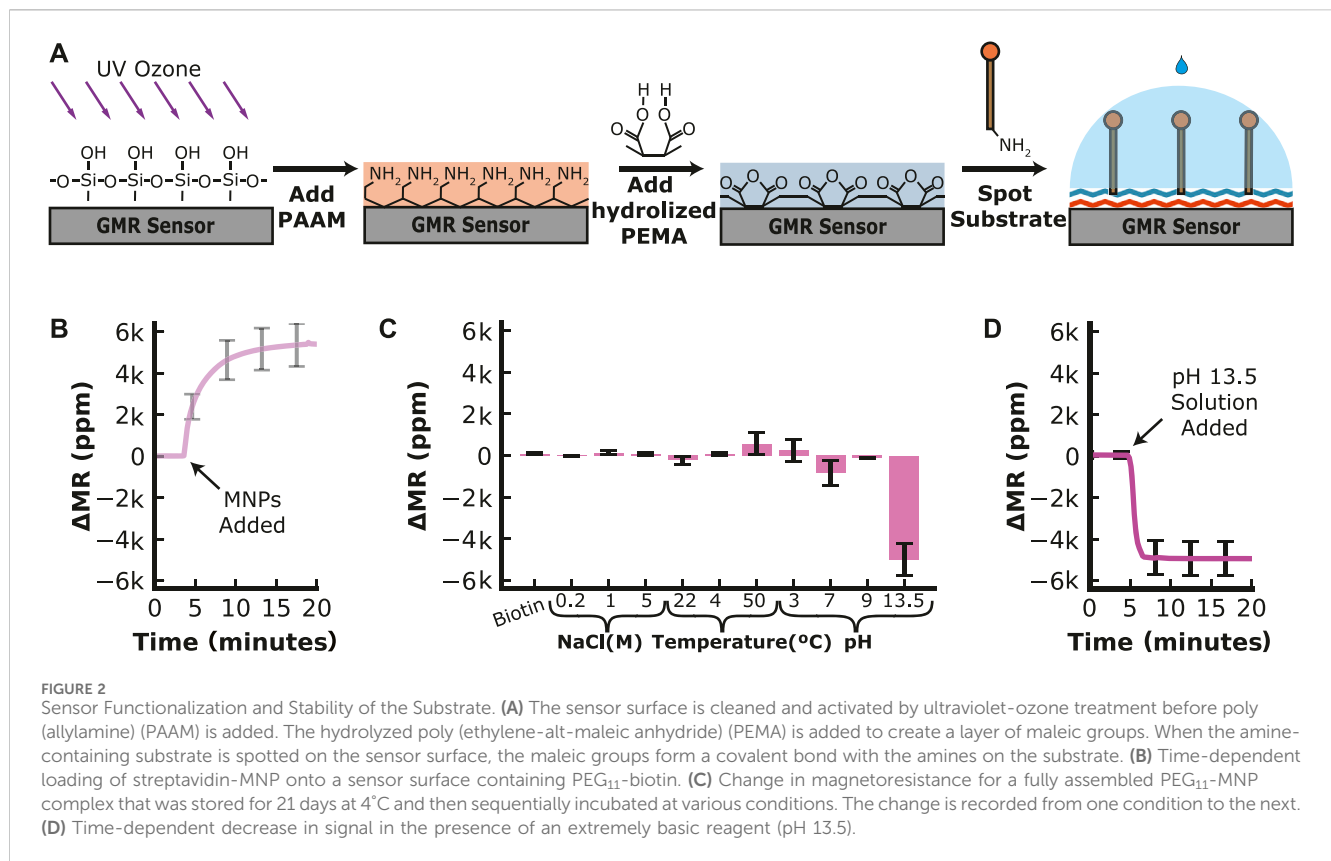 A
UV Ozone
OH OH OH OH
-O-Si-O-Si-O-Si-O-Si-O-
GMR Sensor
Add
PAAM
NH2 NH2 NH2 NH2 NH2 NH2
GMR Sensor
H H
O O
O O
Add
hydrolized
PEMA
O O O O O O O O O
GMR Sensor
NH2
Spot
Substrate
GMR Sensor
B
ΔMR (ppm)
6k
4k
2k
0
−2k
−4k
−6k
MNPs
Added
0 5 10 15 20
Time (minutes)
C
ΔMR (ppm)
6k
4k
2k
0
−2k
−4k
−6k
Biotin 0.2 1 5 22 4 50 3 7 9 13.5
NaCl(M) Temperature(ºC) pH
D
ΔMR (ppm)
6k
4k
2k
0
−2k
−4k
−6k
pH 13.5
Solution
Added
0 5 10 15 20
Time (minutes)
FIGURE 2
Sensor Functionalization and Stability of the Substrate. (A) The sensor surface is cleaned and activated by ultraviolet-ozone treatment before poly
(allylamine) (PAAM) is added. The hydrolyzed poly (ethylene-alt-maleic anhydride) (PEMA) is added to create a layer of maleic groups. When the amine-
containing substrate is spotted on the sensor surface, the maleic groups form a covalent bond with the amines on the substrate. (B) Time-dependent
loading of streptavidin-MNP onto a sensor surface containing PEG11-biotin. (C) Change in magnetoresistance for a fully assembled PEG11-MNP
complex that was stored for 21 days at 4°C and then sequentially incubated at various conditions. The change is recorded from one condition to the next.
(D) Time-dependent decrease in signal in the presence of an extremely basic reagent (pH 13.5).